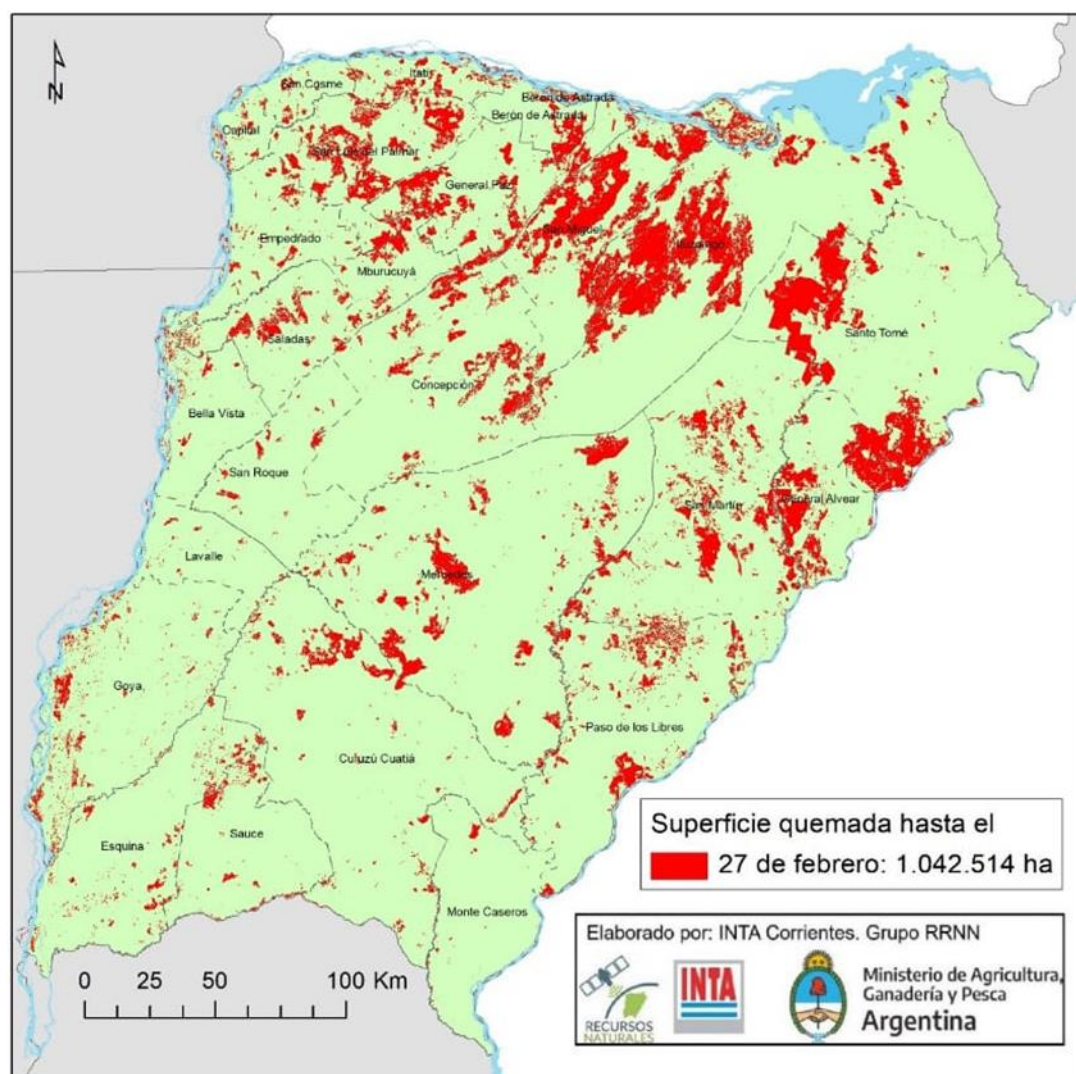 N
San Cosme
Itatí
Capital
Berón de Astrada
Berón de Astrada
San Luis del Palmar
General Paz
San Miguel
Ituzaingó
Empedrado
Mburucuyá
Santo Tomé
Saladas
Concepción
Bella Vista
San Roque
San Martín
General Alvear
Lavalle
Mercedes
Goya
Paso de los Libres
Curuzú Cuatiá
Sauce
Esquina
Monte Caseros
Superficie quemada hasta el
27 de febrero: 1.042.514 ha
0 25 50 100 Km
Elaborado por: INTA Corrientes. Grupo RRNN
RECURSOS
NATURALES
INTA
Ministerio de Agricultura,
Ganadería y Pesca
Argentina